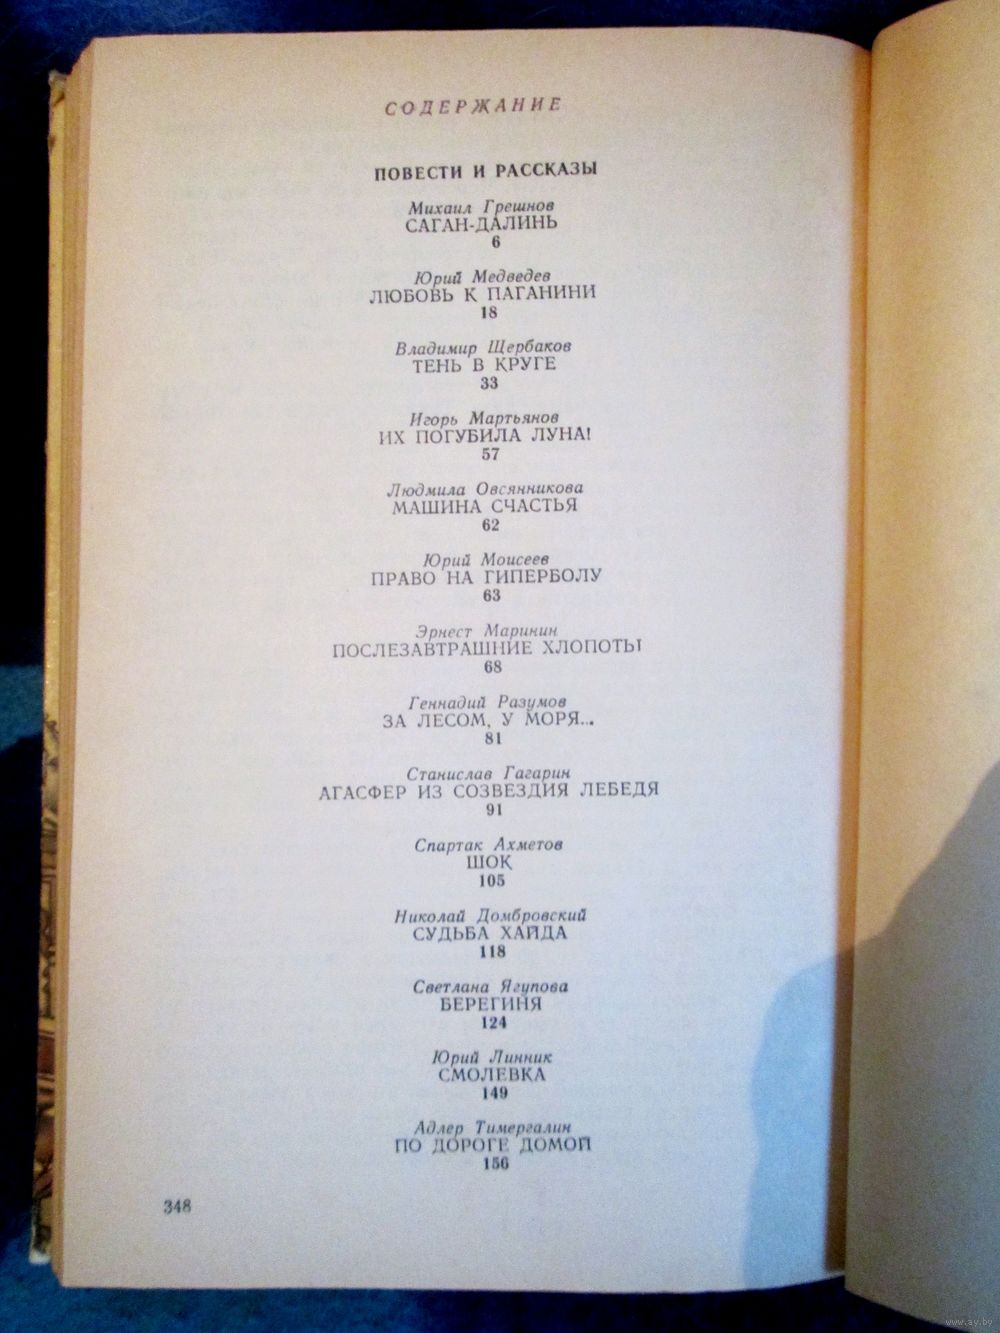 СОДЕРЖАНИЕ
ПОВЕСТИ И РАССКАЗЫ
Михаил Грешнов
САГАН-ДАЛИНЬ
6
Юрий Медведев
ЛЮБОВЬ К ПАГАНИНИ
18
Владимир Щербаков
ТЕНЬ В КРУГЕ
33
Игорь Мартьянов
ИХ ПОГУБИЛА ЛУНА!
57
Людмила Овсянникова
МАШИНА СЧАСТЬЯ
62
Юрий Моисеев
ПРАВО НА ГИПЕРБОЛУ
63
Эрнест Маринин
ПОСЛЕЗАВТРАШНИЕ ХЛОПОТЫ
68
Геннадий Разумов
ЗА ЛЕСОМ, У МОРЯ...
81
Станислав Гагарин
АГАСФЕР ИЗ СОЗВЕЗДИЯ ЛЕБЕДЯ
91
Спартак Ахметов
ШОК
105
Николай Домбровский
СУДЬБА ХАЙДА
118
Светлана Ягупова
БЕРЕГИНЯ
124
Юрий Линник
СМОЛЕВКА
149
Адлер Тимергалин
ПО ДОРОГЕ ДОМОЙ
156
348
www.ay.by